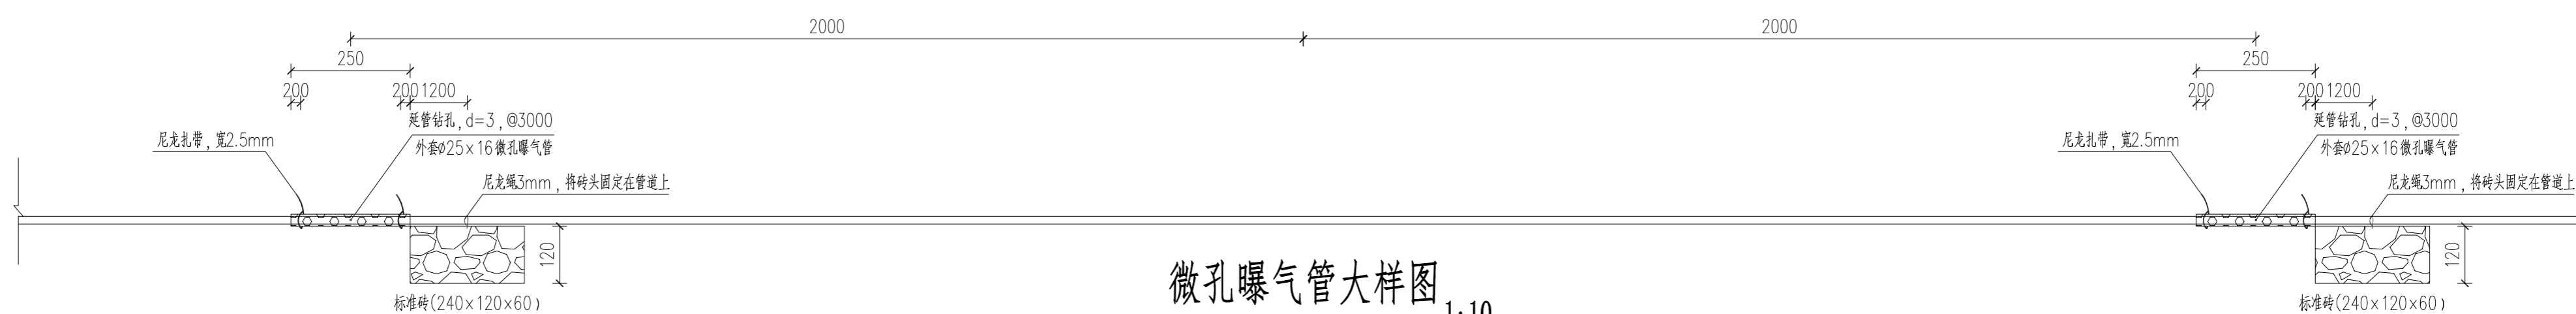 2000
2000
250
250
200
200
1200
200
200
1200
延管钻孔，d=3，@3000
外套ø25×16微孔曝气管
尼龙扎带，宽2.5mm
尼龙绳3mm，将砖头固定在管道上
延管钻孔，d=3，@3000
外套ø25×16微孔曝气管
尼龙扎带，宽2.5mm
尼龙绳3mm，将砖头固定在管道上
120
120
标准砖(240×120×60)
微孔曝气管大样图 1:10
标准砖(240×120×60)